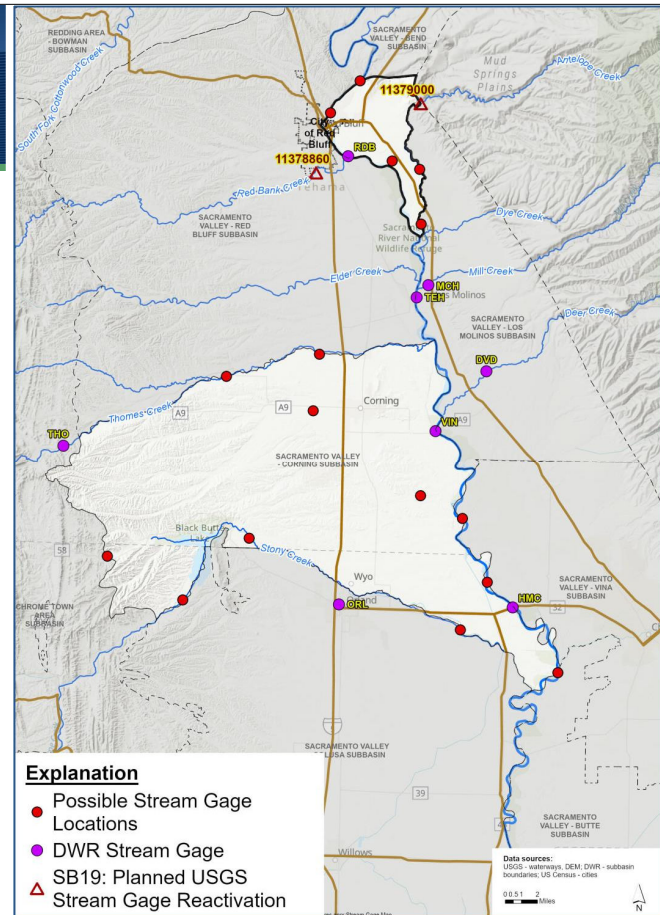 REDDING AREA -
BOWMAN
SUBBASIN
SACRAMENTO
VALLEY - BEND
SUBBASIN
Mud
Springs
Plains
Antelope Creek
South Fork Cottonwood Creek
11379000
City
of Red
Bluff
RDB
11378860
Red Bank Creek
Tehama
SACRAMENTO
VALLEY - RED
BLUFF SUBBASIN
Dye Creek
River National
Wildlife Refuge
Elder Creek
Mill Creek
MCH
TEH
Molinos
Deer Creek
SACRAMENTO
VALLEY - LOS
MOLINOS SUBBASIN
DVD
Thomes Creek
A9
A9
Corning
VIN
A9
THO
SACRAMENTO VALLEY
- CORNING SUBBASIN
Black Butte
Lake
58
Stony Creek
Wyo
SACRAMENTO
VALLEY - VINA
SUBBASIN
CHROME TOWN
AREA
SUBBASIN
ORL
HMC
32
SACRAMENTO VALLEY
39
Willows
SACRAMENTO
VALLEY - BUTTE
SUBBASIN
Explanation
Possible Stream Gage
Locations
DWR Stream Gage
SB19: Planned USGS
Stream Gage Reactivation
Data sources:
USGS - waterways, DEM; DWR - subbasin
boundaries; US Census - cities
0 0.5 1 2
Miles
N